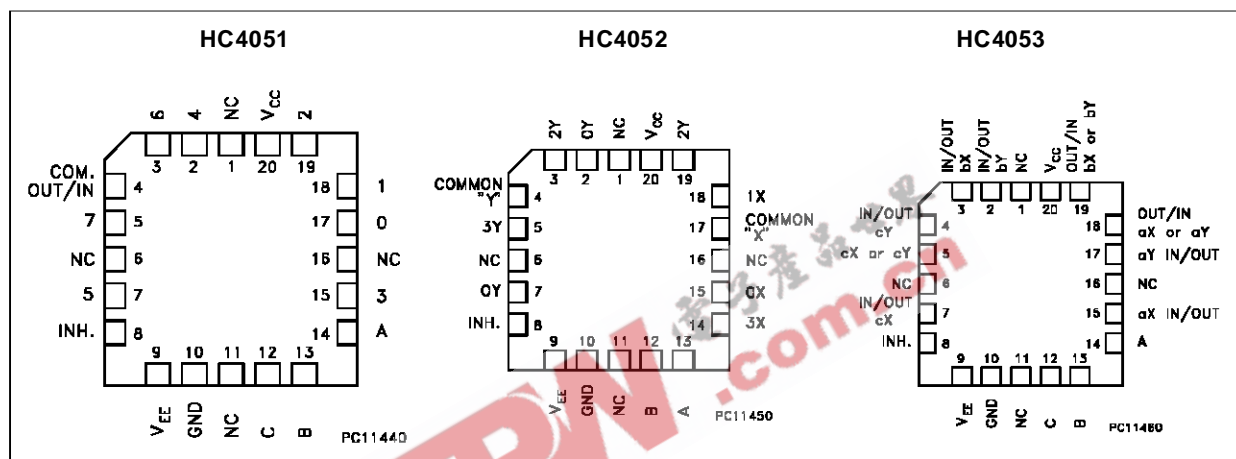 HC4051
HC4052
HC4053
6 4 NC VCC 2
3 2 1 20 19
COM.
OUT/IN 4 18 1
7 5 17 0
NC 6 16 NC
5 7 15 3
INH. 8 14 A
9 10 11 12 13
VEE GND NC C B
PC11440
2Y 0Y NC VCC 2Y
3 2 1 20 19
COMMON
"Y" 4 18 1X
3Y 5 17 COMMON
"X"
NC 6 16 NC
0Y 7 15 0X
INH. 8 14 3X
9 10 11 12 13
VEE GND NC B A
PC11450
IN/OUT
bX
IN/OUT
bY
NC
VCC
OUT/IN
bX or bY
3 2 1 20 19
IN/OUT
cY 4 18 OUT/IN
aX or aY
cX or cY 5 17 aY IN/OUT
NC 6 16 NC
IN/OUT
cX 7 15 aX IN/OUT
INH. 8 14 A
9 10 11 12 13
VEE GND NC C B
PC11460
電子產品世界
.com.cn